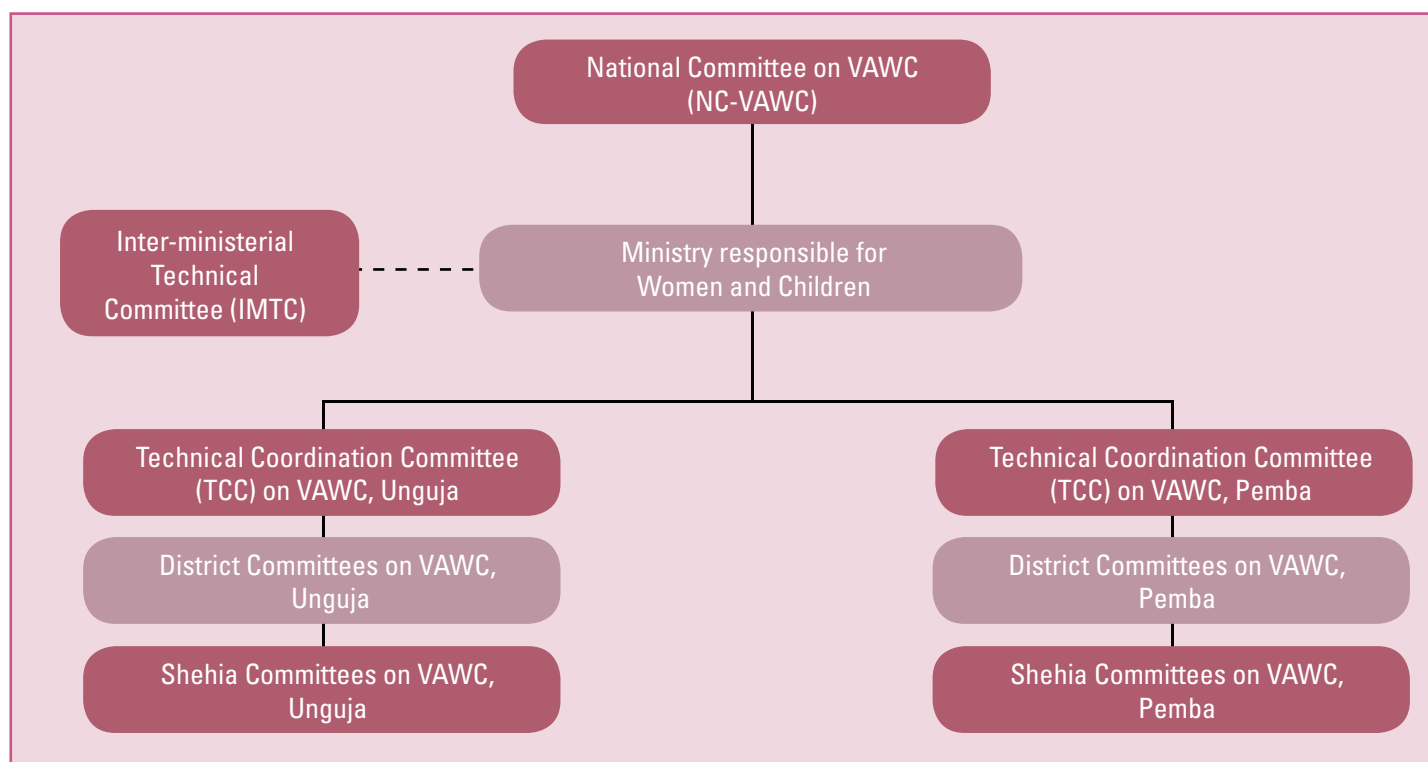 National Committee on VAWC
(NC-VAWC)
Inter-ministerial
Technical
Committee (IMTC)
Ministry responsible for
Women and Children
Technical Coordination Committee
(TCC) on VAWC, Unguja
Technical Coordination Committee
(TCC) on VAWC, Pemba
District Committees on VAWC,
Unguja
District Committees on VAWC,
Pemba
Shehia Committees on VAWC,
Unguja
Shehia Committees on VAWC,
Pemba